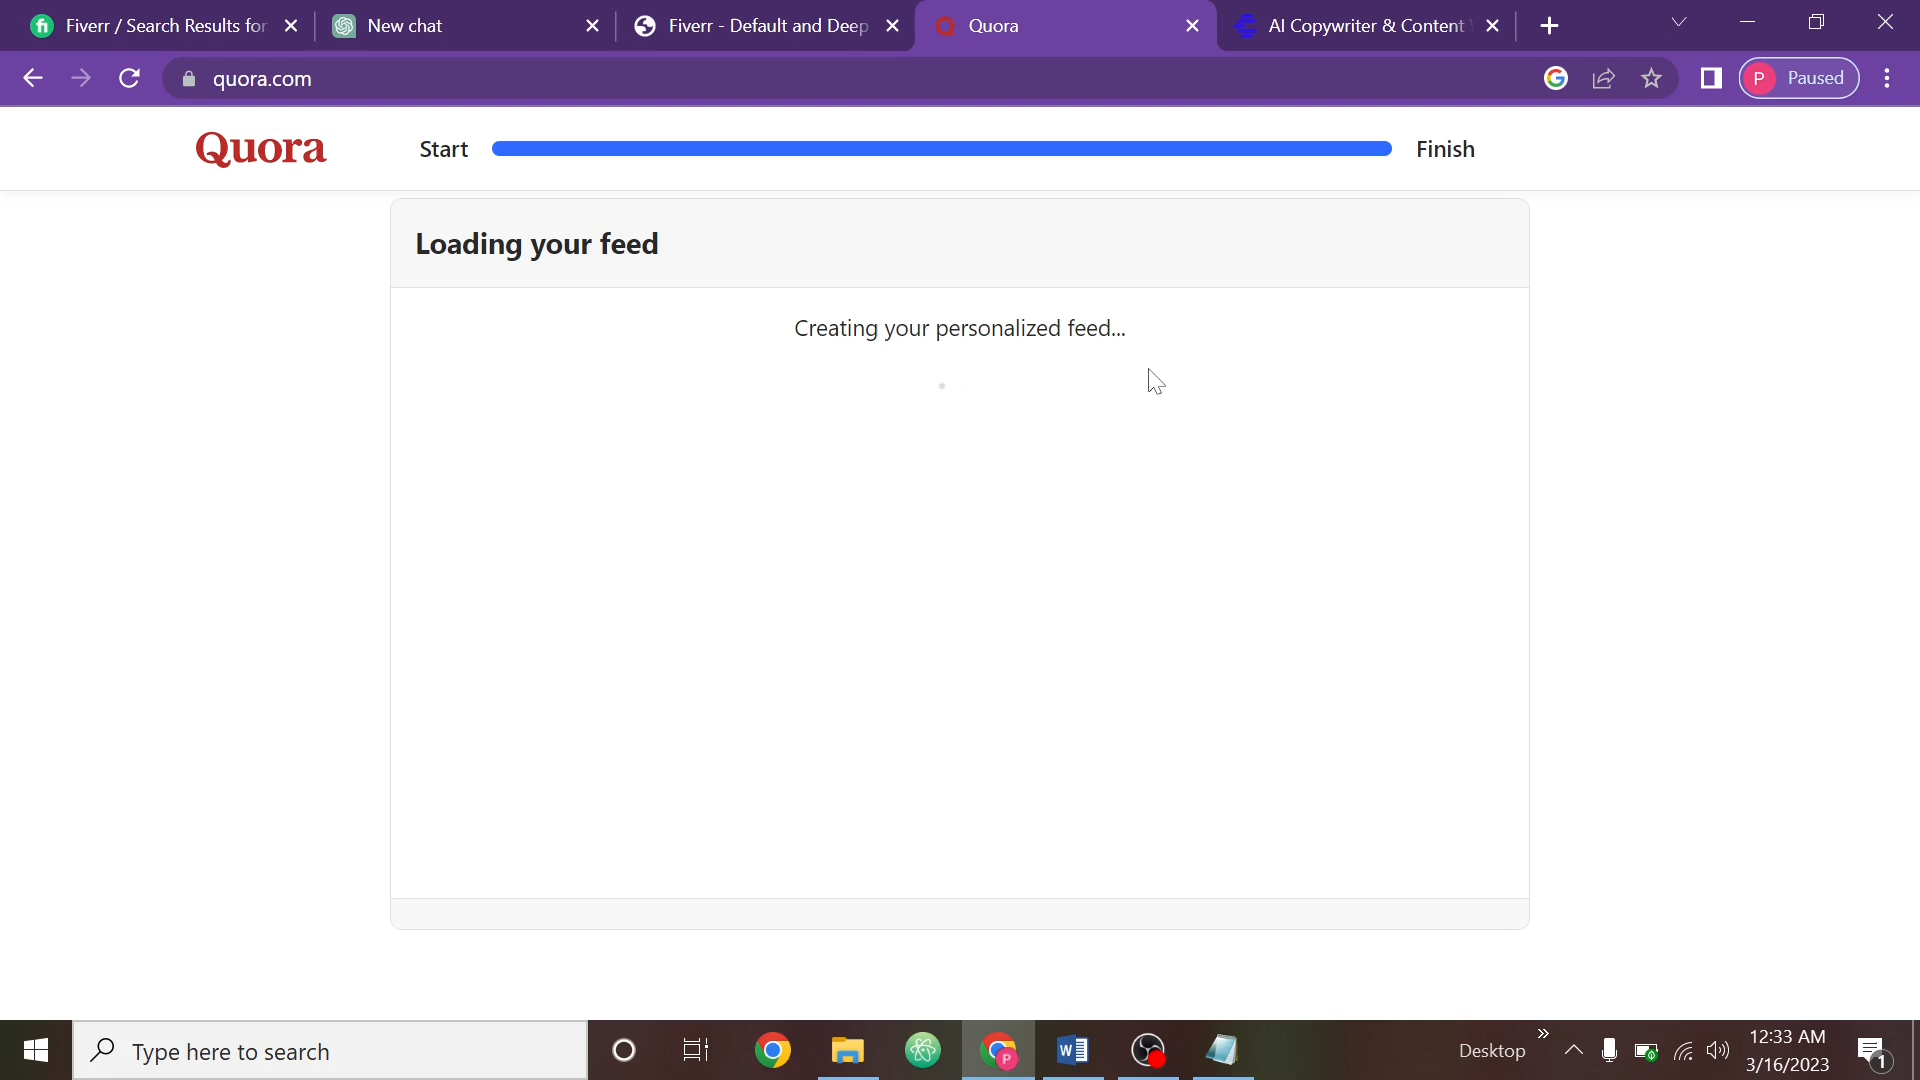 Fiverr / Search Results for
New chat
Fiverr - Default and Deep
Quora
AI Copywriter & Content
quora.com
P
Paused
Quora
Start
Finish
Loading your feed
Creating your personalized feed...
Type here to search
Desktop
12:33 AM
3/16/2023
1